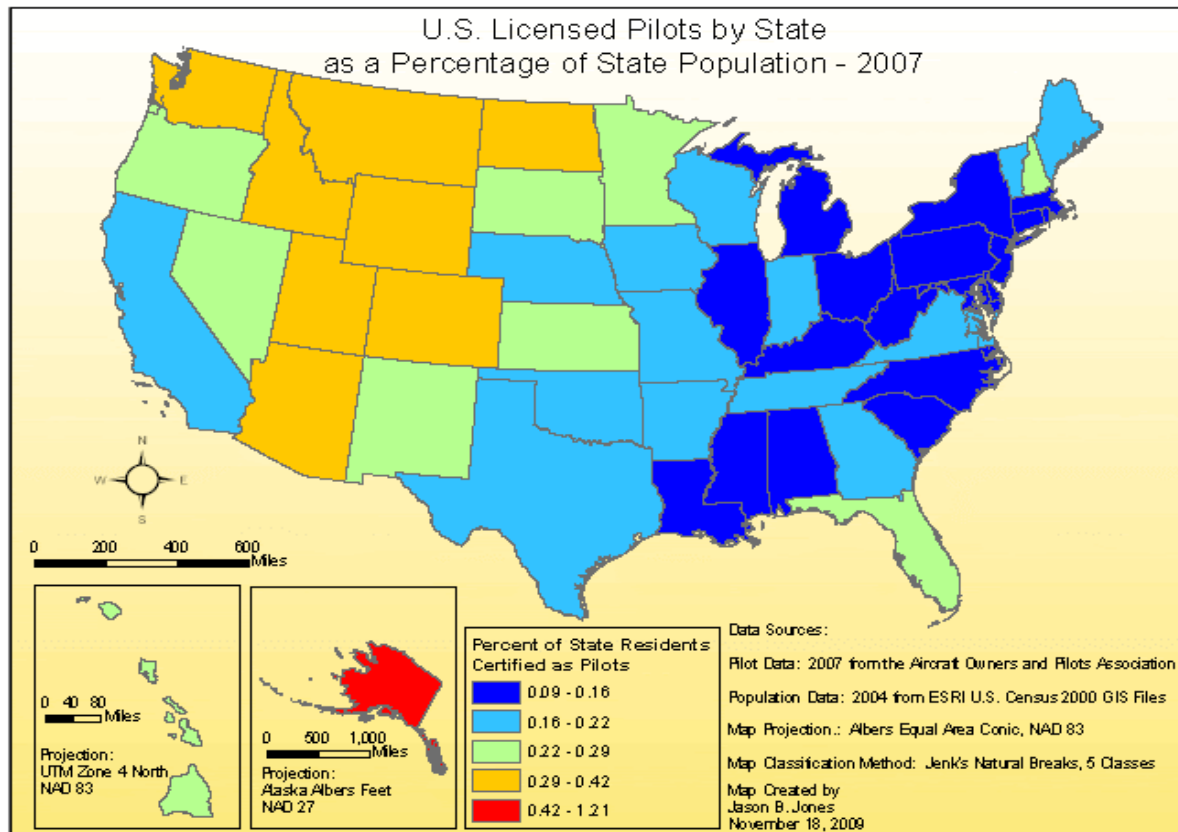 U.S. Licensed Pilots by State
as a Percentage of State Population - 2007
N
W E
S
0 200 400 600
Miles
0 40 80
Miles
Projection:
UTM Zone 4 North
NAD 83
0 500 1,000
Miles
Projection:
Alaska Albers Feet
NAD 27
Percent of State Residents
Certified as Pilots
0.09 - 0.16
0.16 - 0.22
0.22 - 0.29
0.29 - 0.42
0.42 - 1.21
Data Sources:
Pilot Data: 2007 from the Aircraft Owners and Pilots Association
Population Data: 2004 from ESRI U.S. Census 2000 GIS Files
Map Projection.: Albers Equal Area Conic, NAD 83
Map Classification Method: Jenk's Natural Breaks, 5 Classes
Map Created by
Jason B. Jones
November 18, 2009